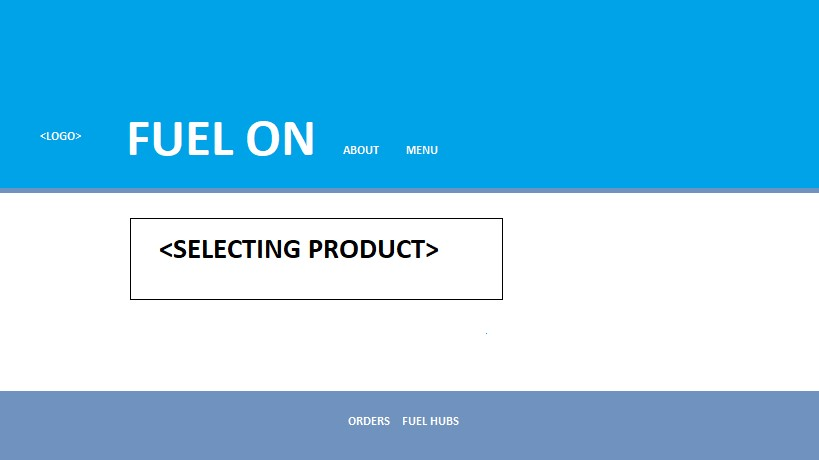 <LOGO>
FUEL ON
ABOUT MENU
<SELECTING PRODUCT>
ORDERS FUEL HUBS